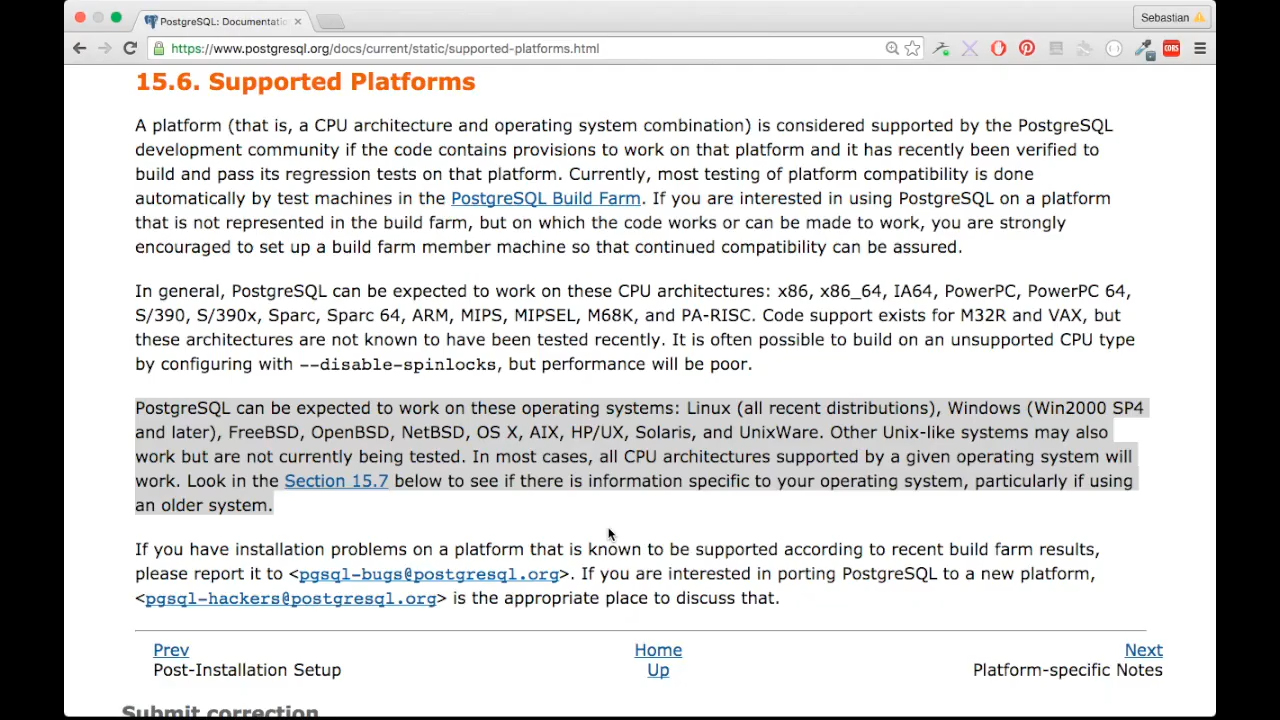 PostgreSQL: Documentatio
Sebastian
https://www.postgresql.org/docs/current/static/supported-platforms.html
CORS
15.6. Supported Platforms
A platform (that is, a CPU architecture and operating system combination) is considered supported by the PostgreSQL
development community if the code contains provisions to work on that platform and it has recently been verified to
build and pass its regression tests on that platform. Currently, most testing of platform compatibility is done
automatically by test machines in the PostgreSQL Build Farm. If you are interested in using PostgreSQL on a platform
that is not represented in the build farm, but on which the code works or can be made to work, you are strongly
encouraged to set up a build farm member machine so that continued compatibility can be assured.
In general, PostgreSQL can be expected to work on these CPU architectures: x86, x86_64, IA64, PowerPC, PowerPC 64,
S/390, S/390x, Sparc, Sparc 64, ARM, MIPS, MIPSEL, M68K, and PA-RISC. Code support exists for M32R and VAX, but
these architectures are not known to have been tested recently. It is often possible to build on an unsupported CPU type
by configuring with --disable-spinlocks, but performance will be poor.
PostgreSQL can be expected to work on these operating systems: Linux (all recent distributions), Windows (Win2000 SP4
and later), FreeBSD, OpenBSD, NetBSD, OS X, AIX, HP/UX, Solaris, and UnixWare. Other Unix-like systems may also
work but are not currently being tested. In most cases, all CPU architectures supported by a given operating system will
work. Look in the Section 15.7 below to see if there is information specific to your operating system, particularly if using
an older system.
If you have installation problems on a platform that is known to be supported according to recent build farm results,
please report it to <pgsql-bugs@postgresql.org>. If you are interested in porting PostgreSQL to a new platform,
<pgsql-hackers@postgresql.org> is the appropriate place to discuss that.
Prev Home Next
Post-Installation Setup Up Platform-specific Notes
Submit correction